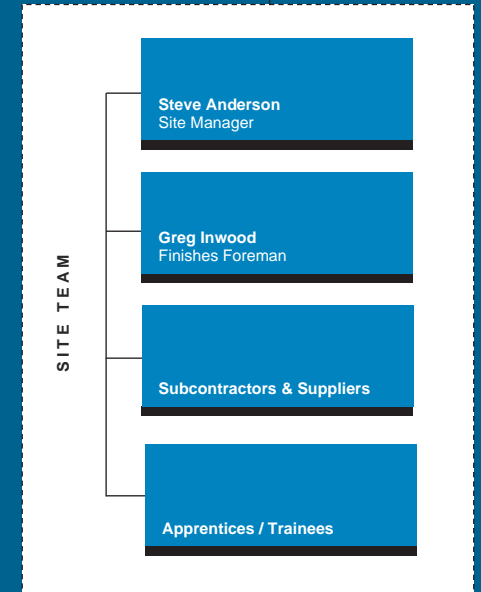 SITE TEAM
Steve Anderson
Site Manager
Greg Inwood
Finishes Foreman
Subcontractors & Suppliers
Apprentices / Trainees